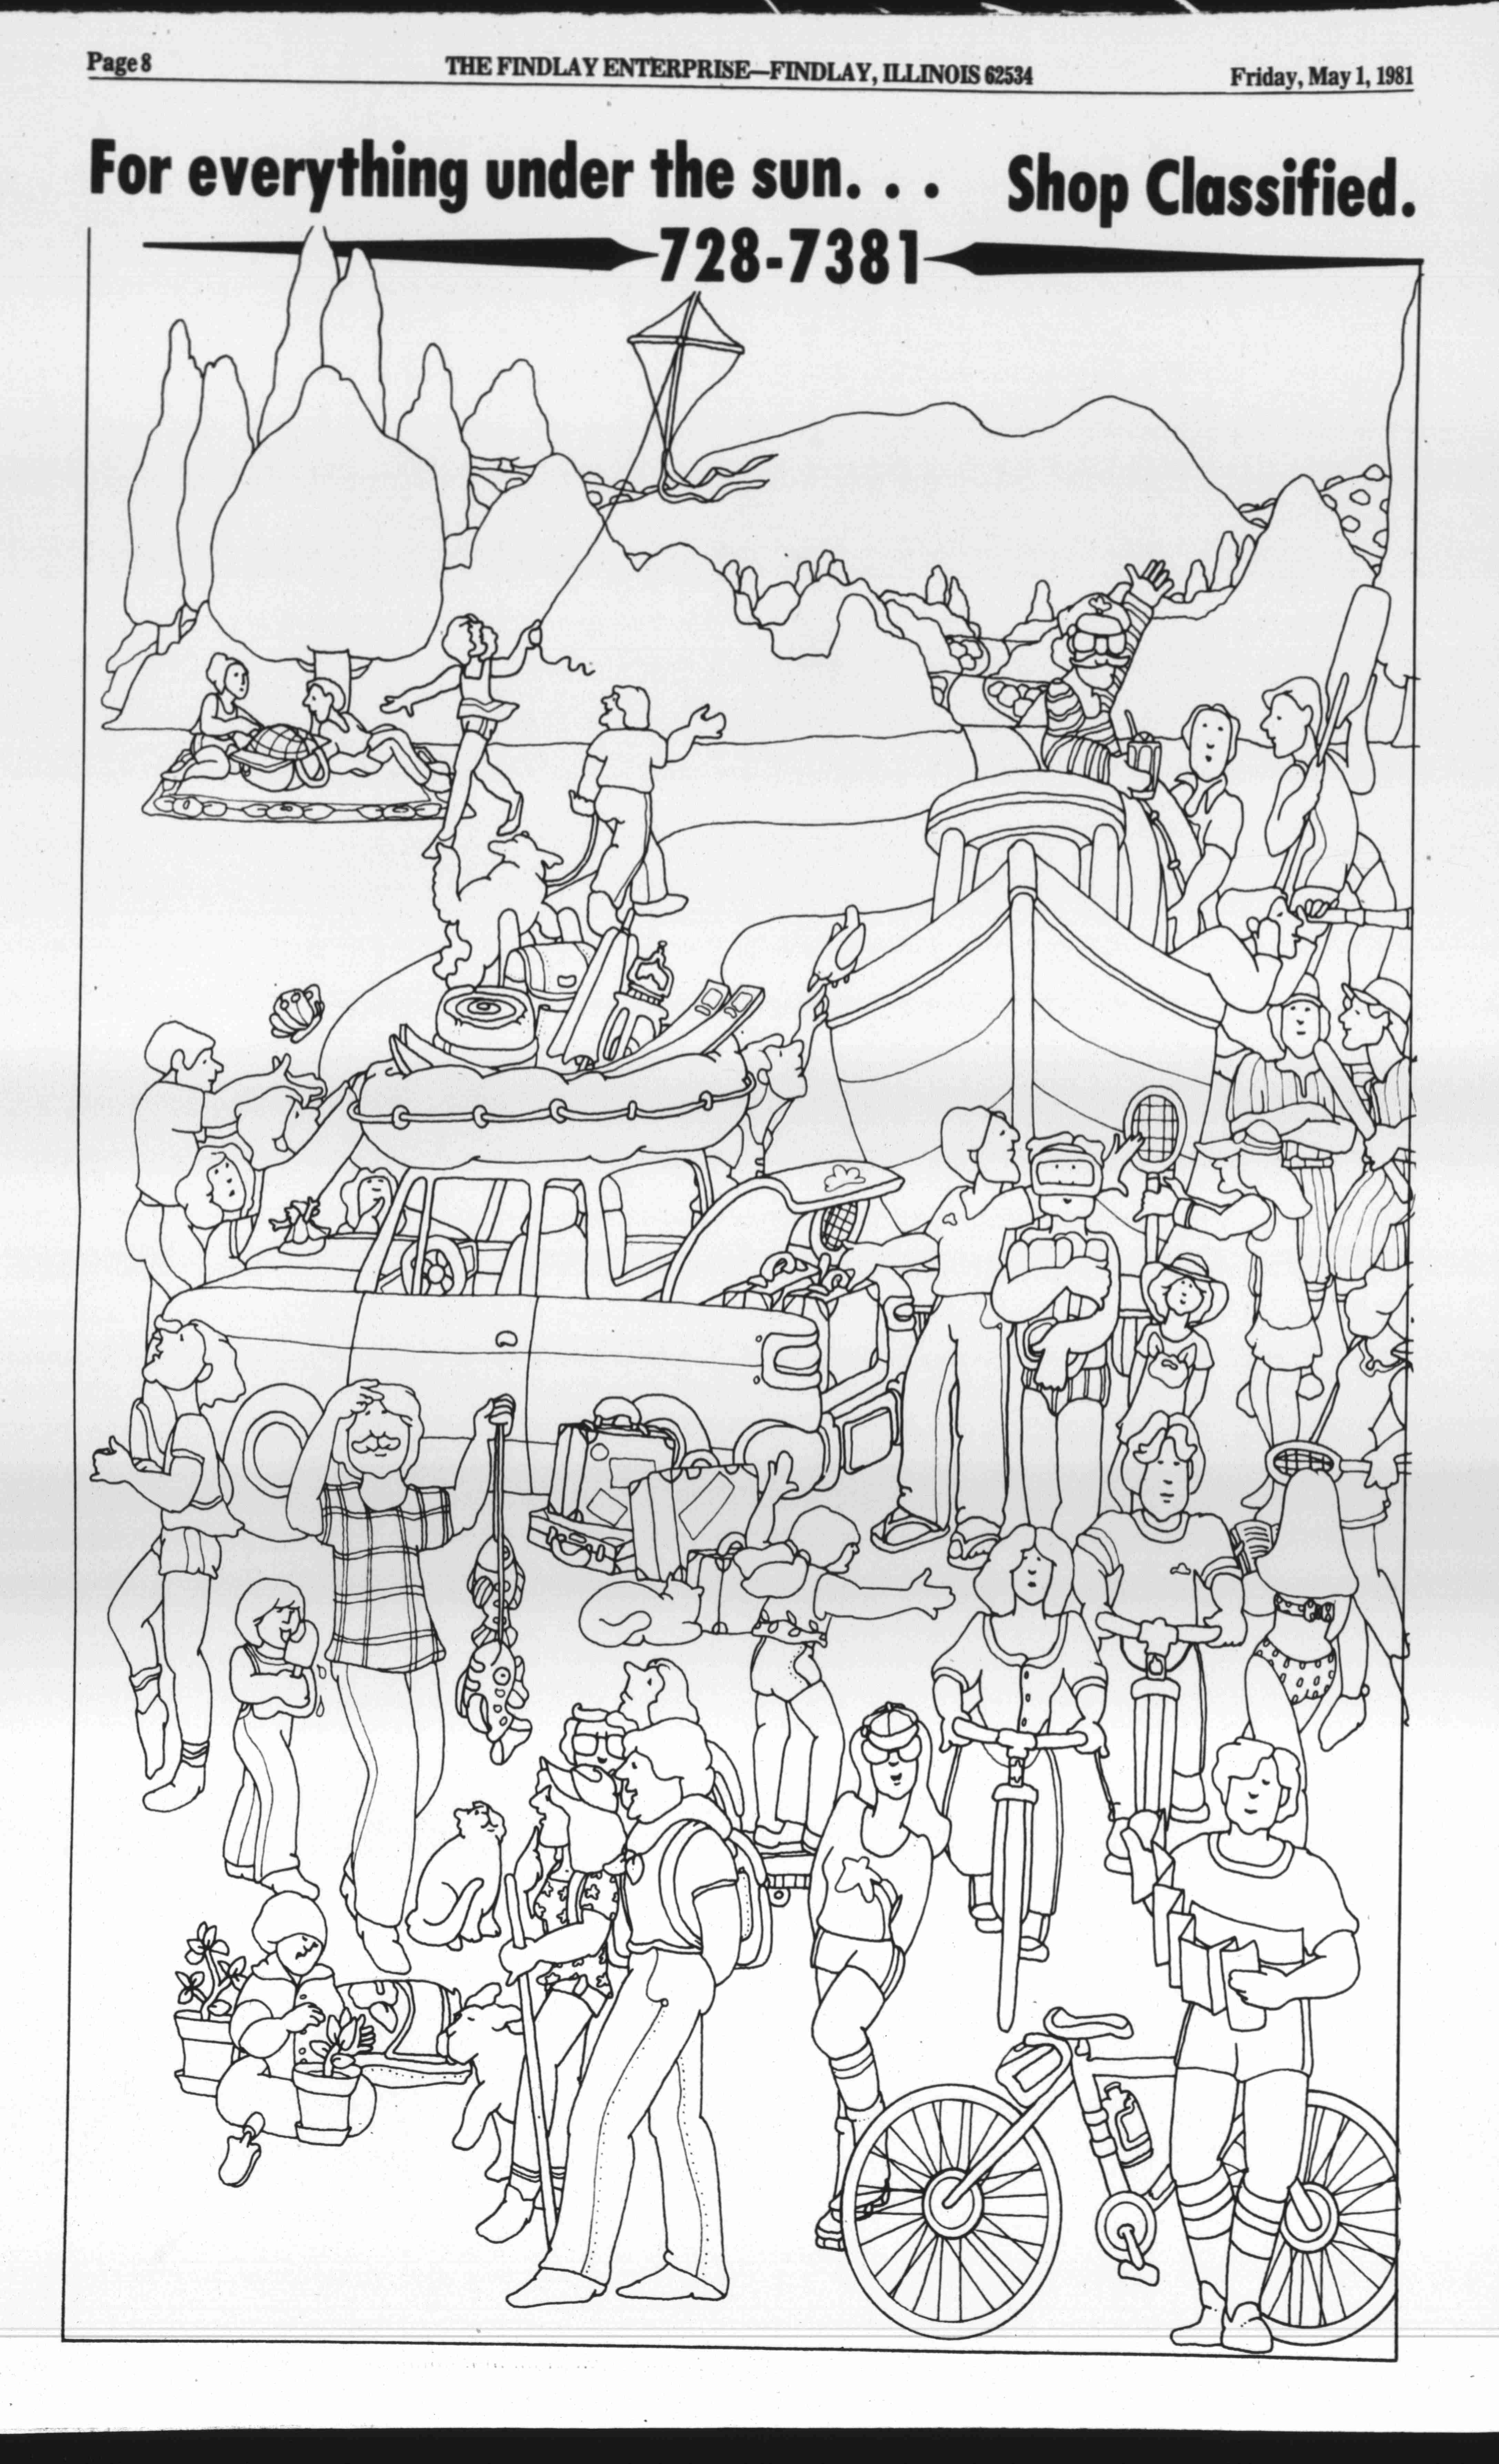 Page 8
THE FINDLAY ENTERPRISE—FINDLAY, ILLINOIS 62534
Friday, May 1, 1981
For everything under the sun. . . Shop Classified.
728-7381